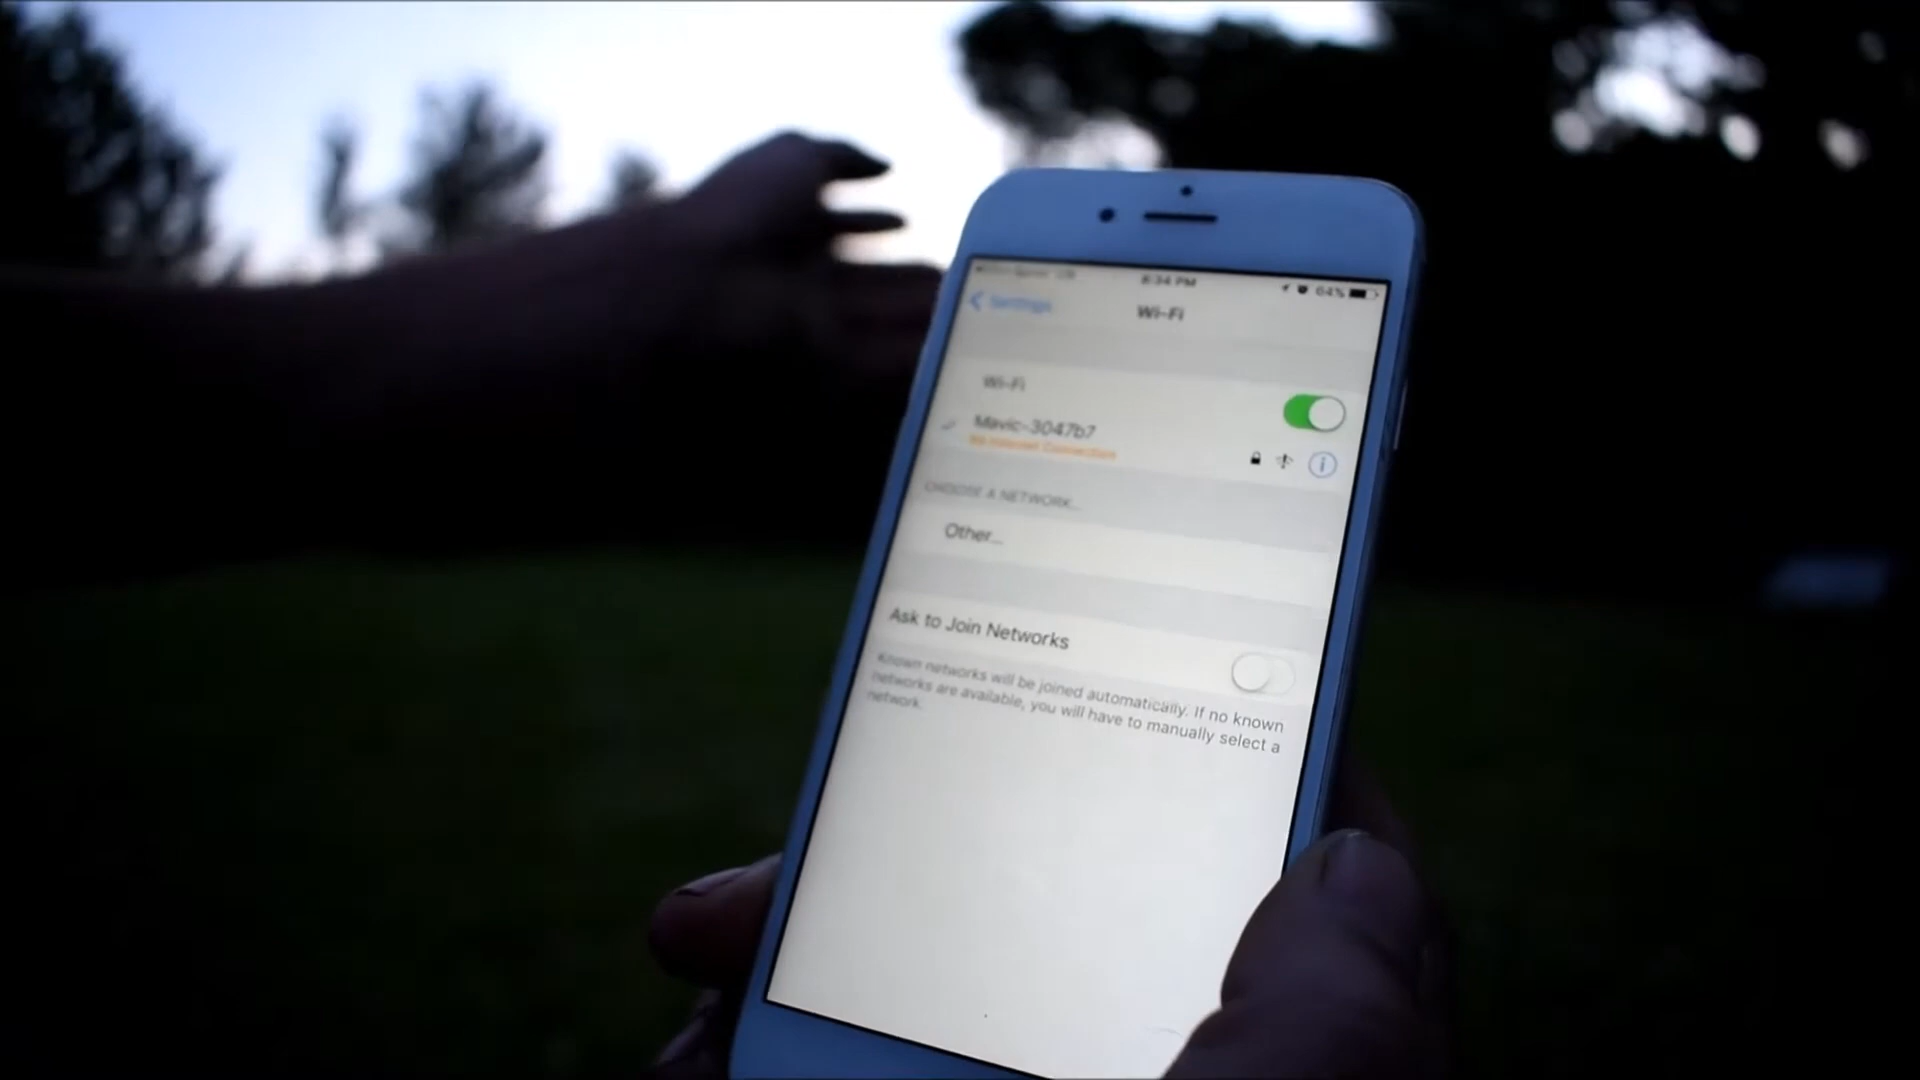 8:34 PM 64%
Settings
Wi-Fi
Wi-Fi
Mavic-3047b7
No Internet Connection
CHOOSE A NETWORK...
Other...
Ask to Join Networks
Known networks will be joined automatically. If no known
networks are available, you will have to manually select a
network.